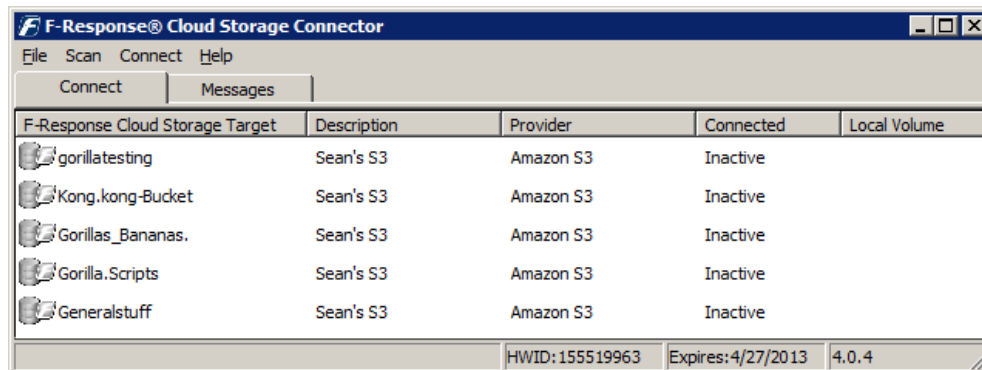 F-Response® Cloud Storage Connector
File Scan Connect Help
Connect Messages
F-Response Cloud Storage Target Description Provider Connected Local Volume
gorillatesting Sean's S3 Amazon S3 Inactive
Kong.kong-Bucket Sean's S3 Amazon S3 Inactive
Gorillas_Bananas. Sean's S3 Amazon S3 Inactive
Gorilla.Scripts Sean's S3 Amazon S3 Inactive
Generalstuff Sean's S3 Amazon S3 Inactive
HWID:155519963 Expires:4/27/2013 4.0.4